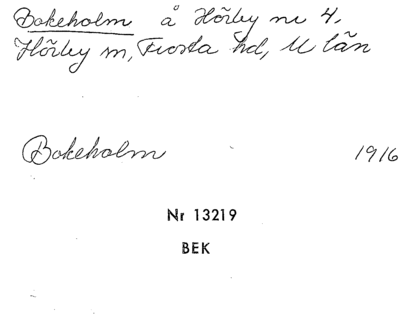 Bokeholm å Hörby nr 4,
Hörby m, Frosta hd, M län
Bokeholm 1916
Nr 13219
BEK